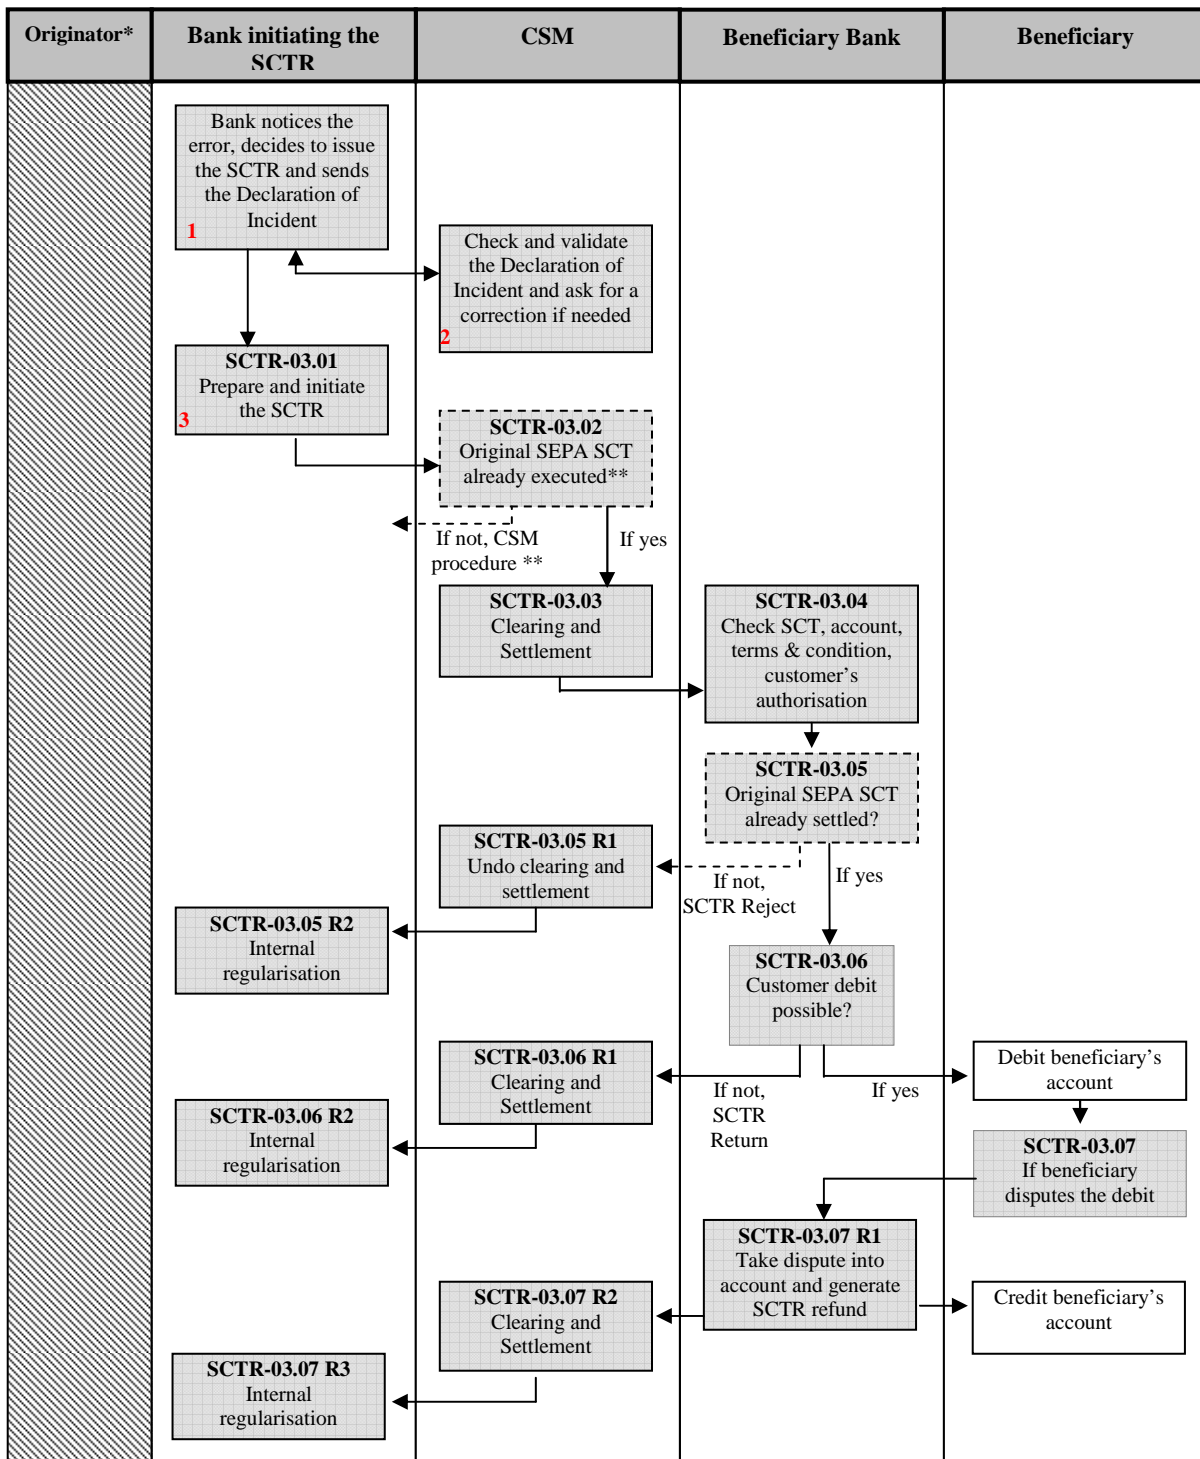 Originator*
Bank initiating the
SCTR
CSM
Beneficiary Bank
Beneficiary
Bank notices the
error, decides to issue
the SCTR and sends
the Declaration of
Incident
1
Check and validate
the Declaration of
Incident and ask for a
correction if needed
2
SCTR-03.01
Prepare and initiate
the SCTR
3
SCTR-03.02
Original SEPA SCT
already executed**
If not, CSM
procedure **
If yes
SCTR-03.03
Clearing and
Settlement
SCTR-03.04
Check SCT, account,
terms & condition,
customer's
authorisation
SCTR-03.05
Original SEPA SCT
already settled?
SCTR-03.05 R1
Undo clearing and
settlement
If not,
SCTR Reject
If yes
SCTR-03.05 R2
Internal
regularisation
SCTR-03.06
Customer debit
possible?
SCTR-03.06 R1
Clearing and
Settlement
If not,
SCTR
Return
If yes
Debit beneficiary's
account
SCTR-03.06 R2
Internal
regularisation
SCTR-03.07
If beneficiary
disputes the debit
SCTR-03.07 R1
Take dispute into
account and generate
SCTR refund
SCTR-03.07 R2
Clearing and
Settlement
Credit beneficiary's
account
SCTR-03.07 R3
Internal
regularisation